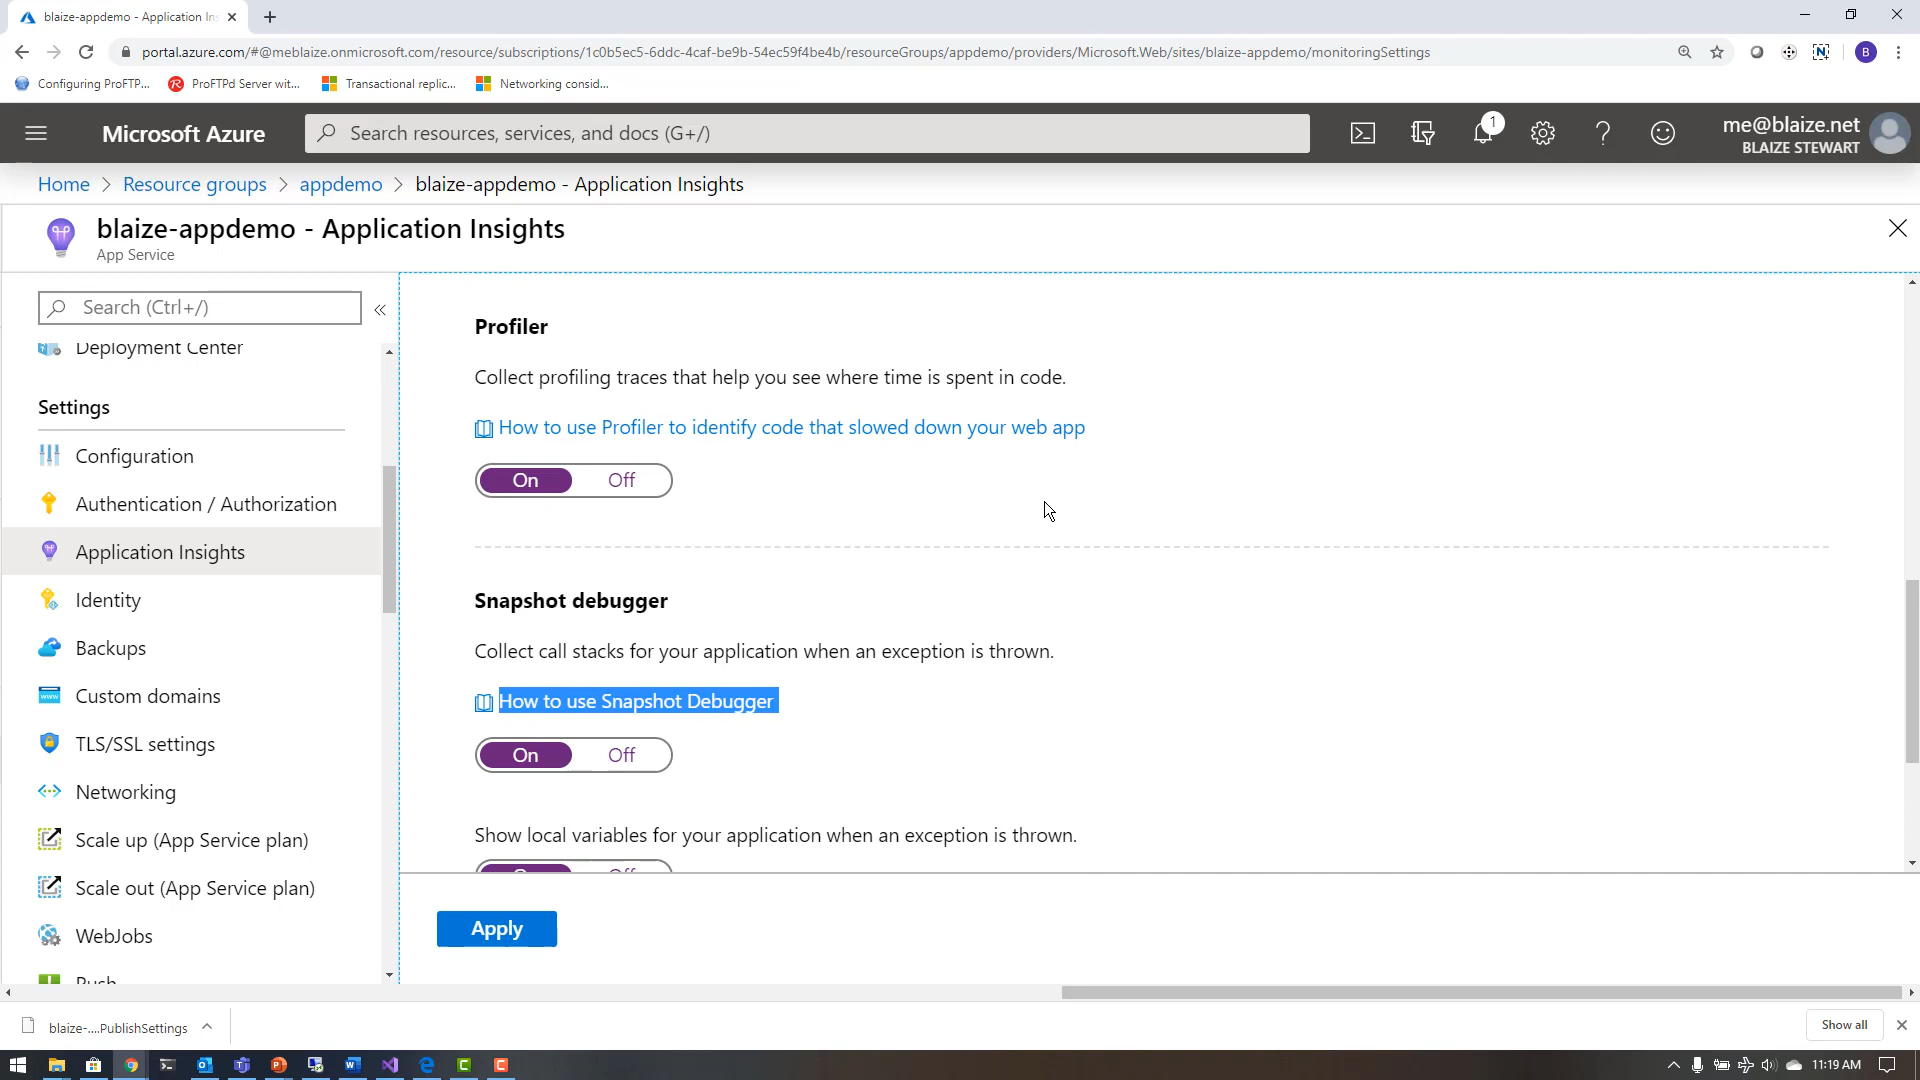 blaize-appdemo - Application Ins
portal.azure.com/#@meblaize.onmicrosoft.com/resource/subscriptions/1c0b5ec5-6ddc-4caf-be9b-54ec59f4be4b/resourceGroups/appdemo/providers/Microsoft.Web/sites/blaize-appdemo/monitoringSettings
B
Configuring ProFTP...
ProFTPd Server wit...
Transactional replic...
Networking consid...
Microsoft Azure
Search resources, services, and docs (G+/)
1
me@blaize.net
BLAIZE STEWART
Home > Resource groups > appdemo > blaize-appdemo - Application Insights
blaize-appdemo - Application Insights
App Service
Search (Ctrl+/)
Deployment Center
Settings
Configuration
Authentication / Authorization
Application Insights
Identity
Backups
Custom domains
TLS/SSL settings
Networking
Scale up (App Service plan)
Scale out (App Service plan)
WebJobs
Push
Profiler
Collect profiling traces that help you see where time is spent in code.
How to use Profiler to identify code that slowed down your web app
On Off
Snapshot debugger
Collect call stacks for your application when an exception is thrown.
How to use Snapshot Debugger
On Off
Show local variables for your application when an exception is thrown.
On Off
Apply
blaize-....PublishSettings
Show all
11:19 AM